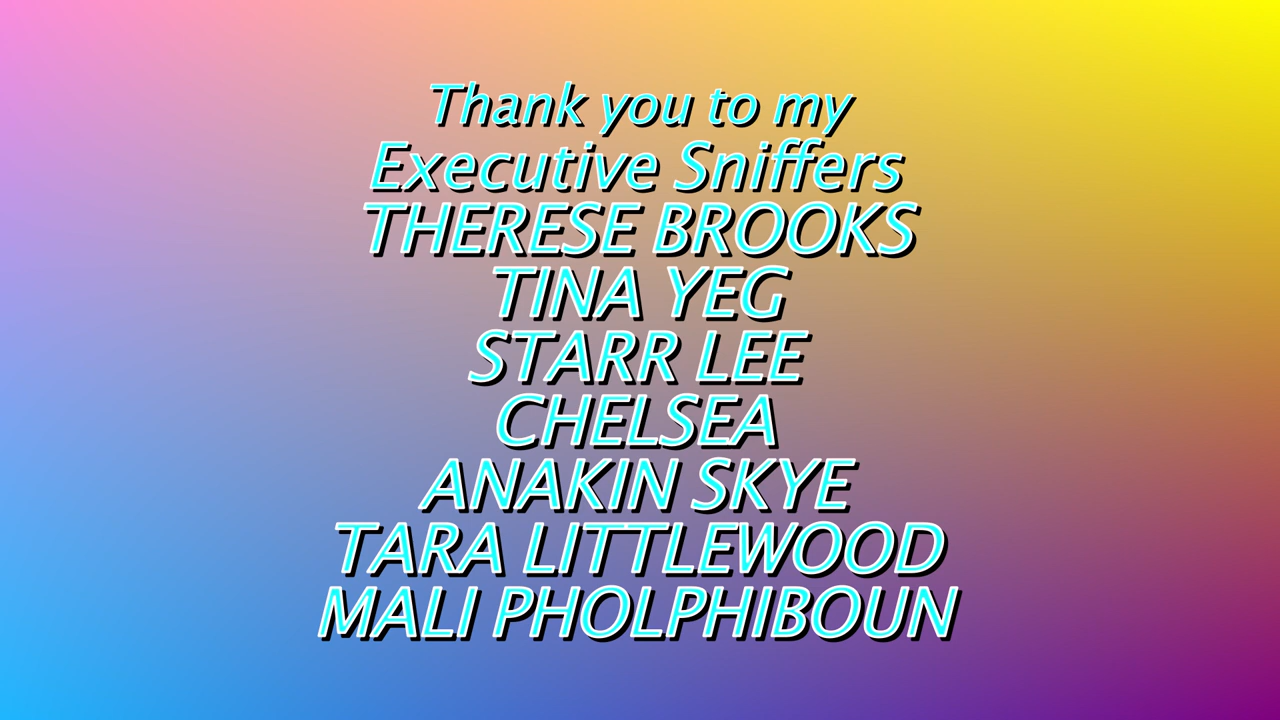 Thank you to my
Executive Sniffers
THERESE BROOKS
TINA YEG
STARR LEE
CHELSEA
ANAKIN SKYE
TARA LITTLEWOOD
MALI PHOLPHIBOUN